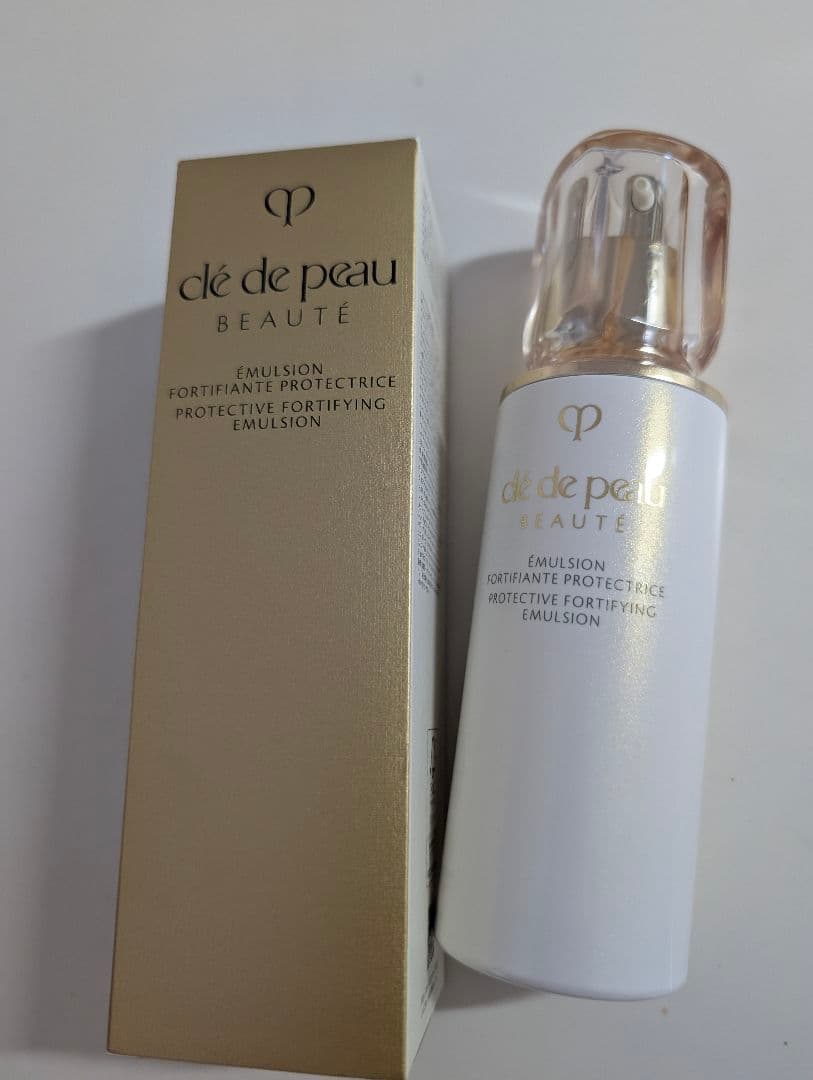 clé de peau
BEAUTÉ
ÉMULSION
FORTIFIANTE PROTECTRICE
PROTECTIVE FORTIFYING
EMULSION
clé de peau
BEAUTÉ
ÉMULSION
FORTIFIANTE PROTECTRICE
PROTECTIVE FORTIFYING
EMULSION